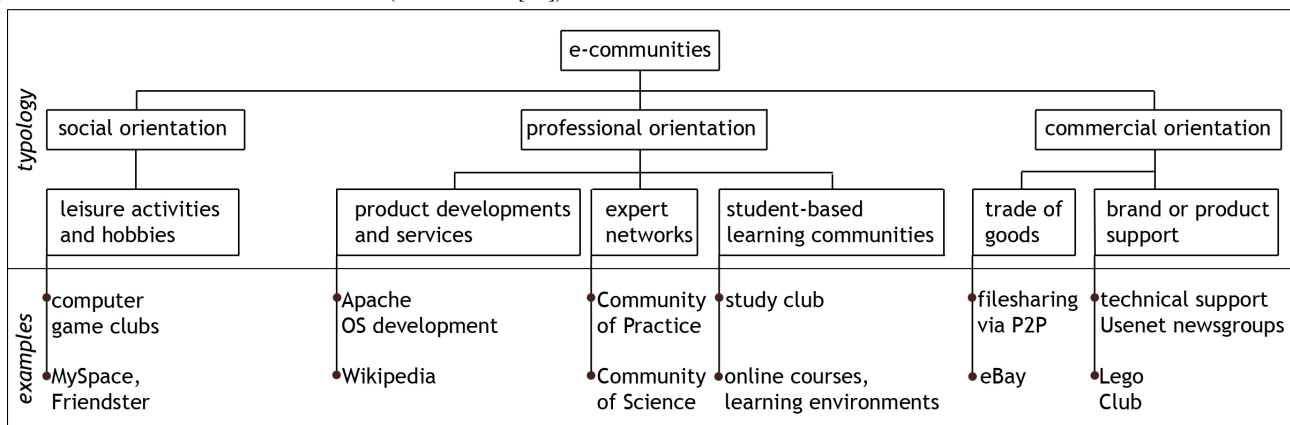 e-communities
typology
social orientation
professional orientation
commercial orientation
leisure activities
and hobbies
product developments
and services
expert
networks
student-based
learning communities
trade of
goods
brand or product
support
examples
computer
game clubs
MySpace,
Friendster
Apache
OS development
Wikipedia
Community
of Practice
Community
of Science
study club
online courses,
learning environments
filesharing
via P2P
eBay
technical support
Usenet newsgroups
Lego
Club